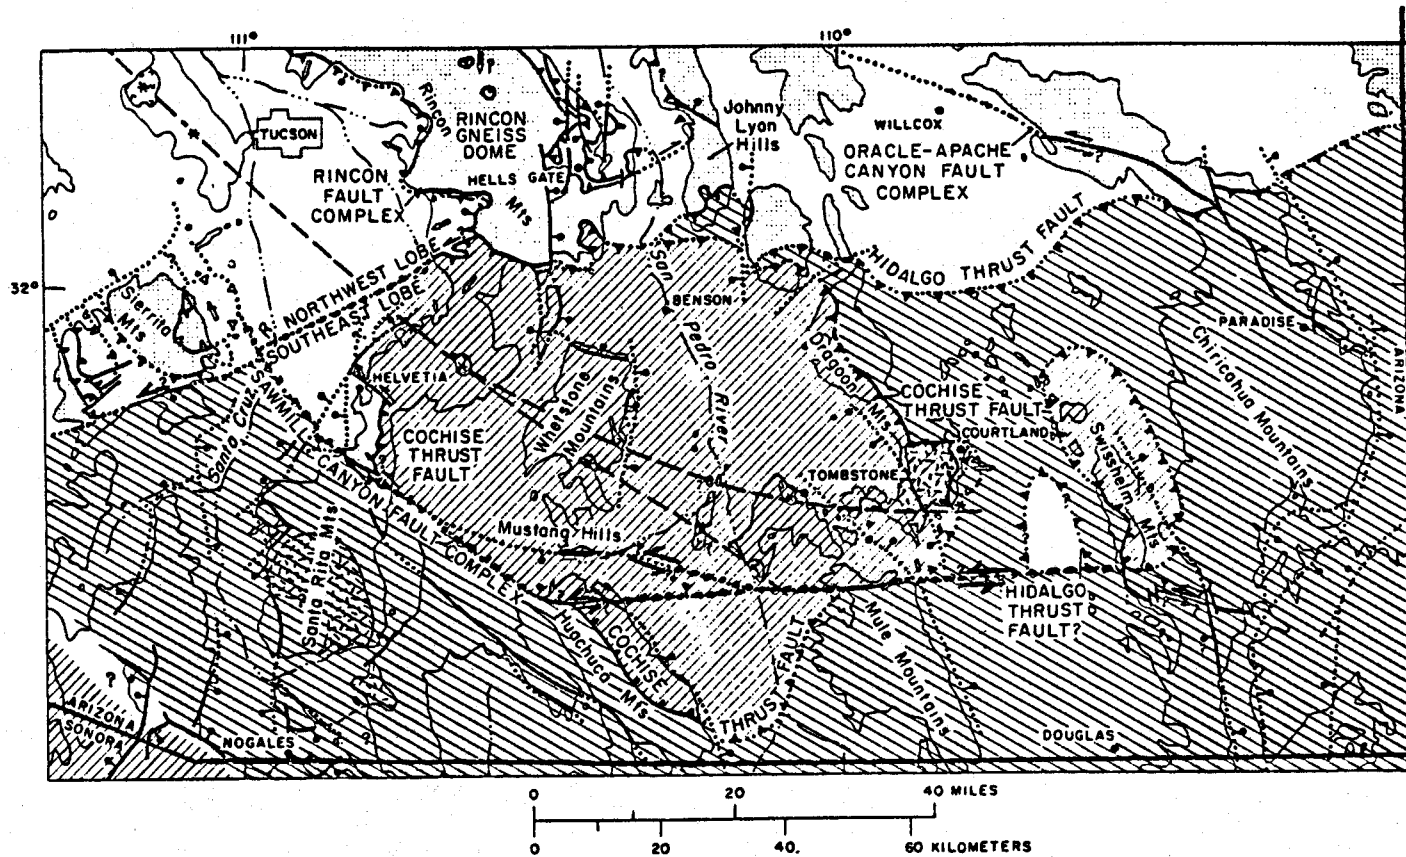 111°
110°
Rincon
RINCON
GNEISS
DOME
?
?
Johnny
Lyon
Hills
WILLCOX
TUCSON
ORACLE–APACHE
CANYON FAULT
COMPLEX
?
RINCON
FAULT
COMPLEX
HELLS GATE
Mts
HIDALGO THRUST FAULT
NORTHWEST LOBE
SOUTHEAST LOBE
32°
Sierrita
Mts
San
Pedro
River
BENSON
PARADISE
Chiricahua Mountains
ARIZONA
HELVETIA
Whetstone
Mountains
Dragoon Mts
COCHISE
THRUST FAULT
COURTLAND
Swisshelm Mts
COCHISE
THRUST
FAULT
SAWMILL CANYON FAULT COMPLEX
Santa Cruz R
TOMBSTONE
Mustang Hills
Santa Rita Mts
HIDALGO
THRUST
FAULT?
Huachuca Mts
COCHISE
THRUST FAULT
Mule Mountains
?
ARIZONA
SONORA
NOGALES
?
DOUGLAS
0 20 40 MILES
0 20 40. 60 KILOMETERS